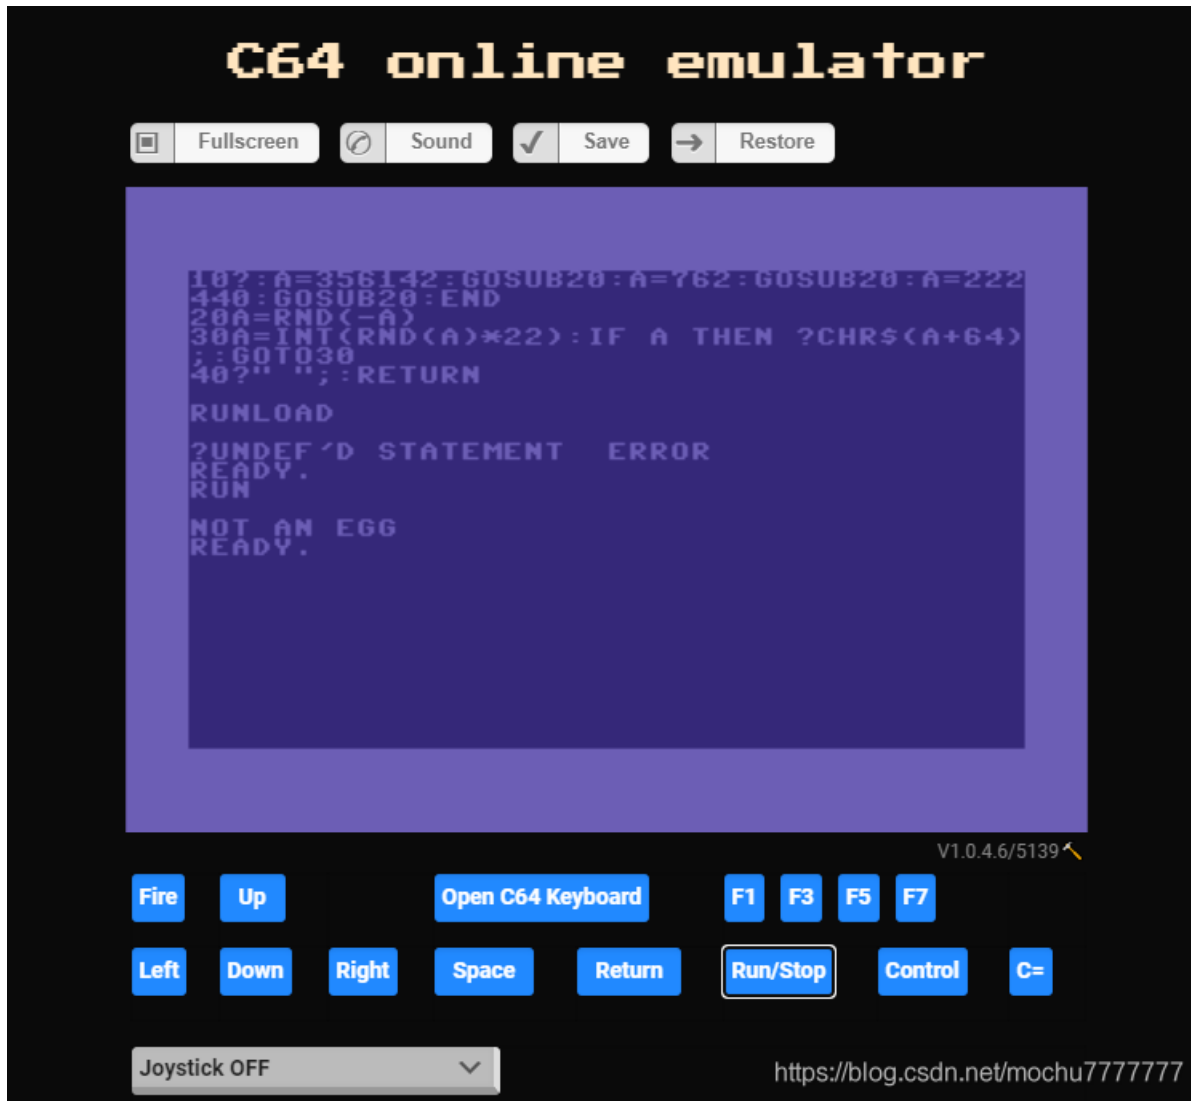 C64 online emulator
Fullscreen Sound Save Restore
10?:A=356142:GOSUB20:A=762:GOSUB20:A=222
440:GOSUB20:END
20A=RND(-A)
30A=INT(RND(A)*22):IF A THEN ?CHR$(A+64)
;:GOTO30
40?" ";:RETURN
RUNLOAD
?UNDEF'D STATEMENT  ERROR
READY.
RUN
NOT AN EGG
READY.
V1.0.4.6/5139
Fire Up Open C64 Keyboard F1 F3 F5 F7
Left Down Right Space Return Run/Stop Control C=
Joystick OFF
https://blog.csdn.net/mochu7777777